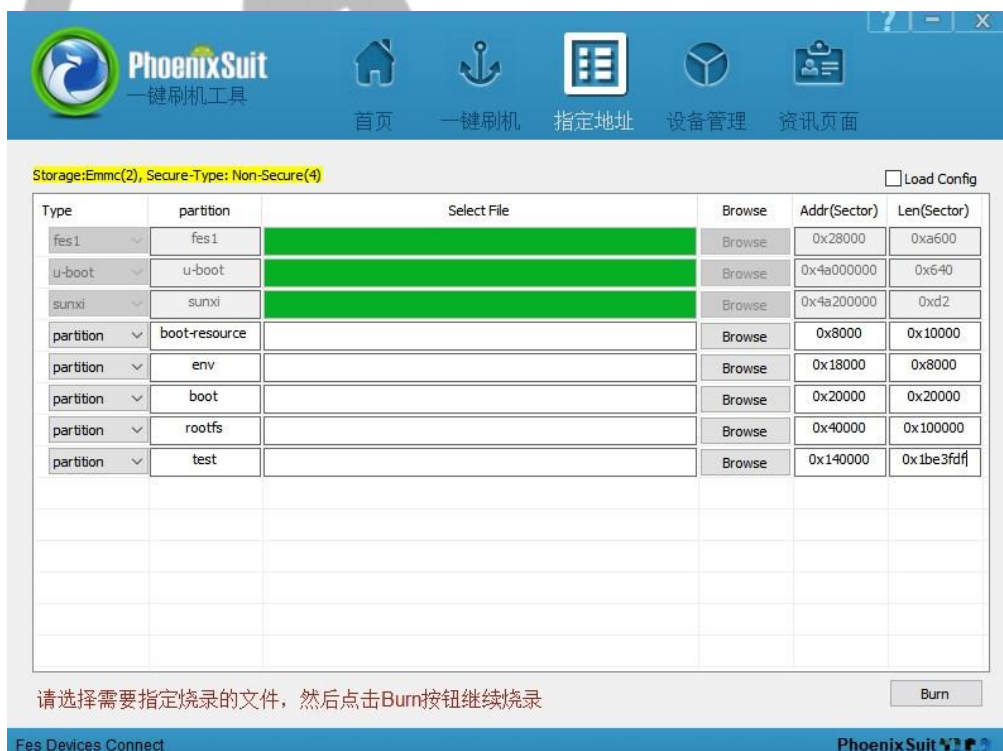 ? - X
PhoenixSuit
一键刷机工具
首页 一键刷机 指定地址 设备管理 资讯页面
Storage:Emmc(2), Secure-Type: Non-Secure(4)
Load Config
Type partition Select File Browse Addr(Sector) Len(Sector)
fes1 fes1 Browse 0x28000 0xa600
u-boot u-boot Browse 0x4a000000 0x640
sunxi sunxi Browse 0x4a200000 0xd2
partition boot-resource Browse 0x8000 0x10000
partition env Browse 0x18000 0x8000
partition boot Browse 0x20000 0x20000
partition rootfs Browse 0x40000 0x100000
partition test Browse 0x140000 0x1be3fdf
请选择需要指定烧录的文件，然后点击Burn按钮继续烧录
Burn
Fes Devices Connect
PhoenixSuit